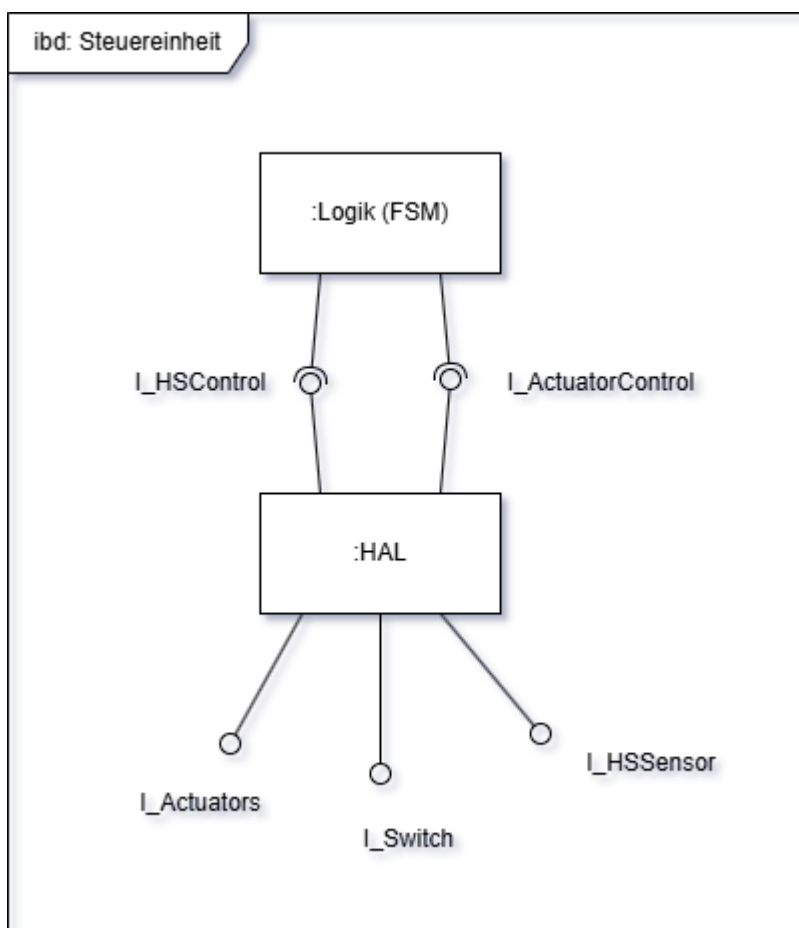 ibd: Steuereinheit
:Logik (FSM)
I_HSControl
I_ActuatorControl
:HAL
I_HSSensor
I_Actuators
I_Switch